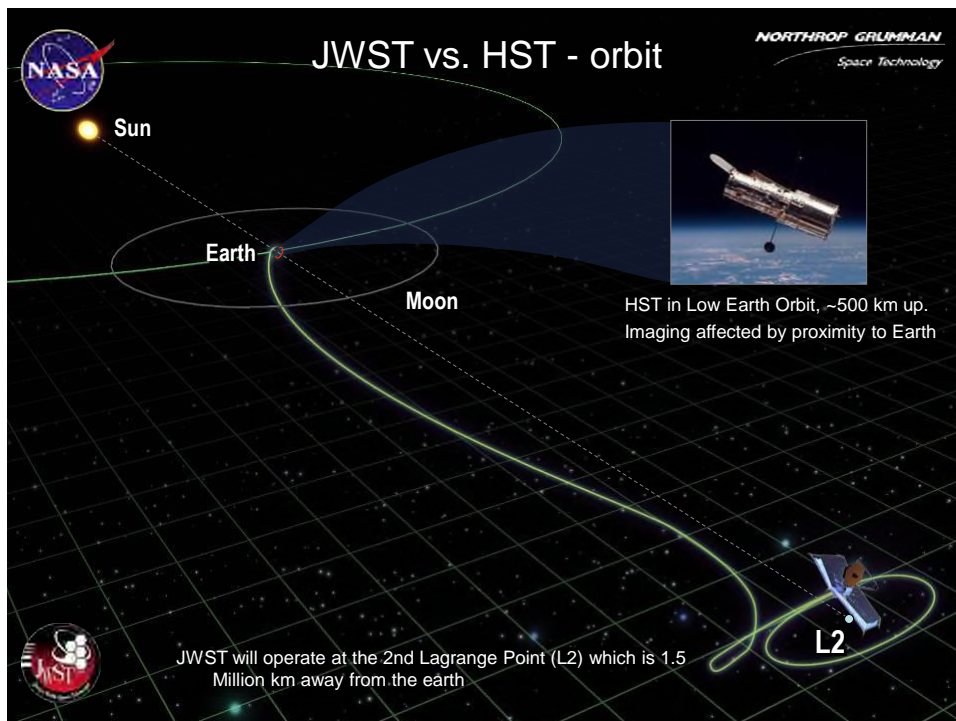 NASA
JWST vs. HST - orbit
NORTHROP GRUMMAN
Space Technology
Sun
Earth
Moon
HST in Low Earth Orbit, ~500 km up.
Imaging affected by proximity to Earth
L2
JWST
JWST will operate at the 2nd Lagrange Point (L2) which is 1.5
Million km away from the earth